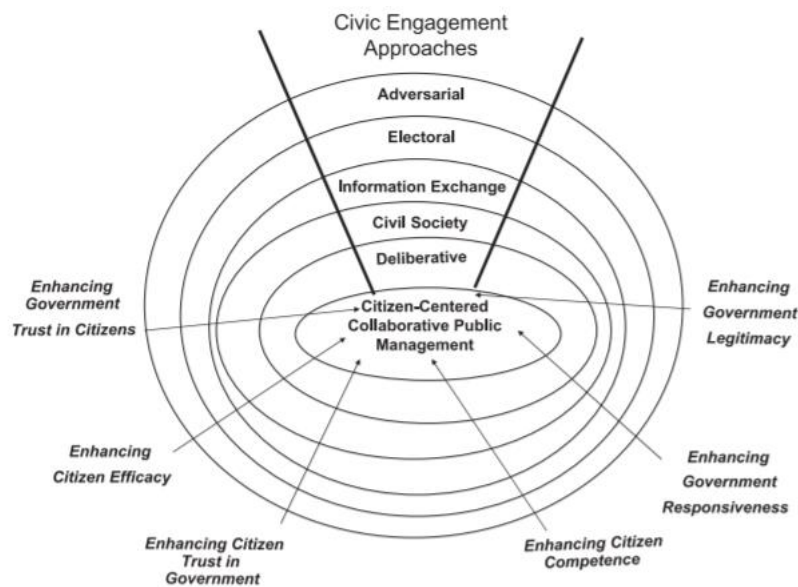 Civic Engagement
Approaches
Adversarial
Electoral
Information Exchange
Civil Society
Deliberative
Citizen-Centered
Collaborative Public
Management
Enhancing
Government
Trust in Citizens
Enhancing
Government
Legitimacy
Enhancing
Citizen Efficacy
Enhancing
Government
Responsiveness
Enhancing Citizen
Trust in
Government
Enhancing Citizen
Competence